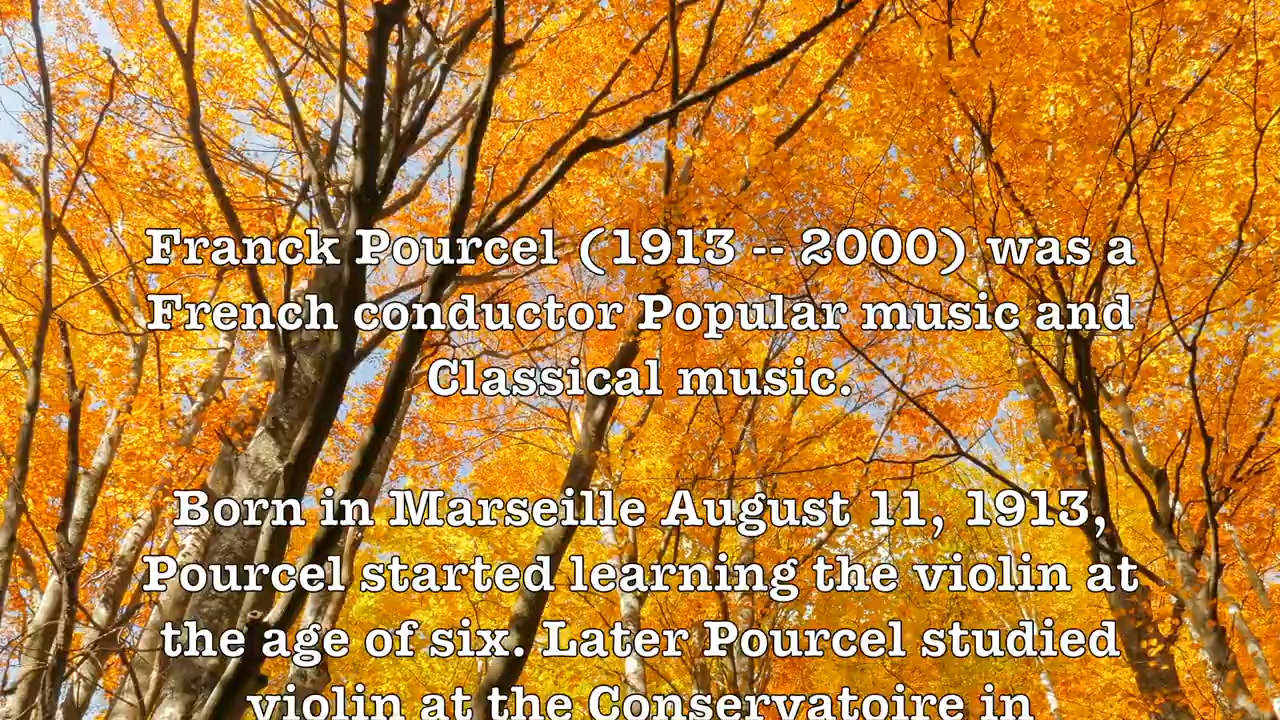 Franck Pourcel (1913 -- 2000) was a
French conductor Popular music and
Classical music.
Born in Marseille August 11, 1913,
Pourcel started learning the violin at
the age of six. Later Pourcel studied
violin at the Conservatoire in